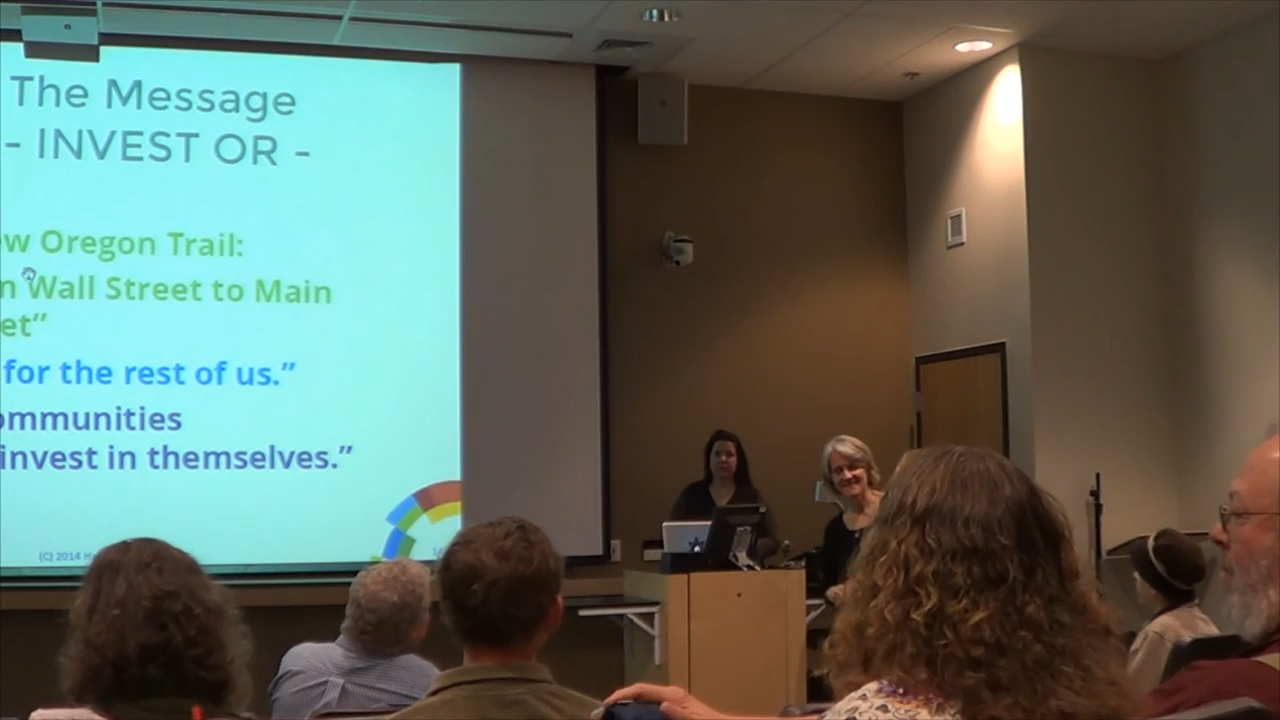 The Message
- INVEST OR -
ew Oregon Trail:
m Wall Street to Main
et”
for the rest of us.”
ommunities
invest in themselves.”
(C) 2014